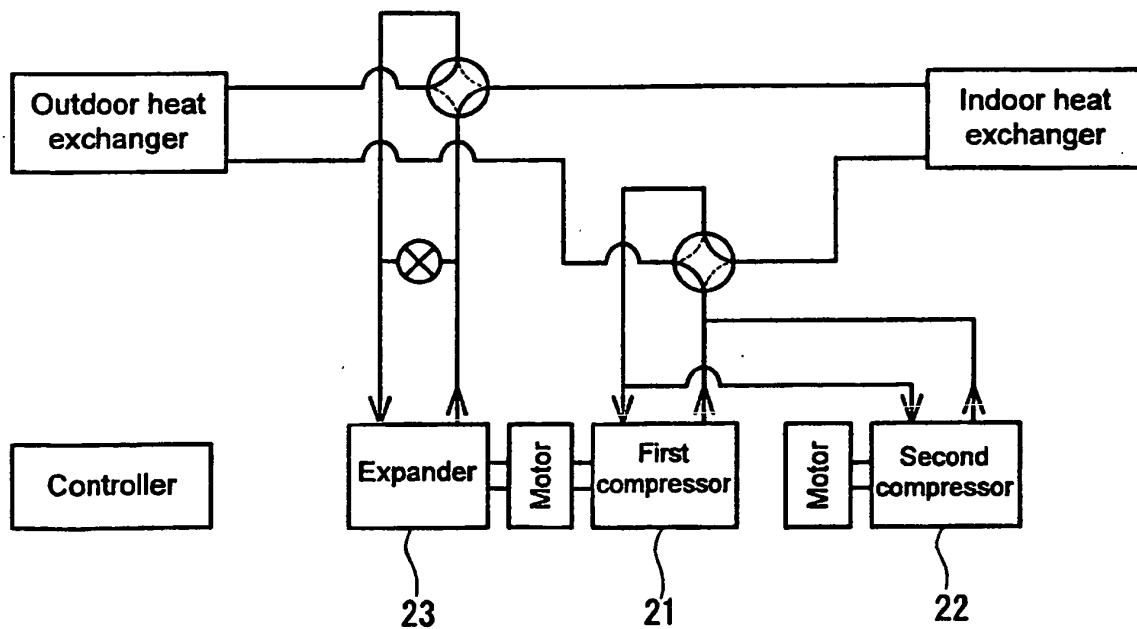 Outdoor heat
exchanger
Indoor heat
exchanger
Controller
Expander
Motor
First
compressor
Motor
Second
compressor
23
21
22